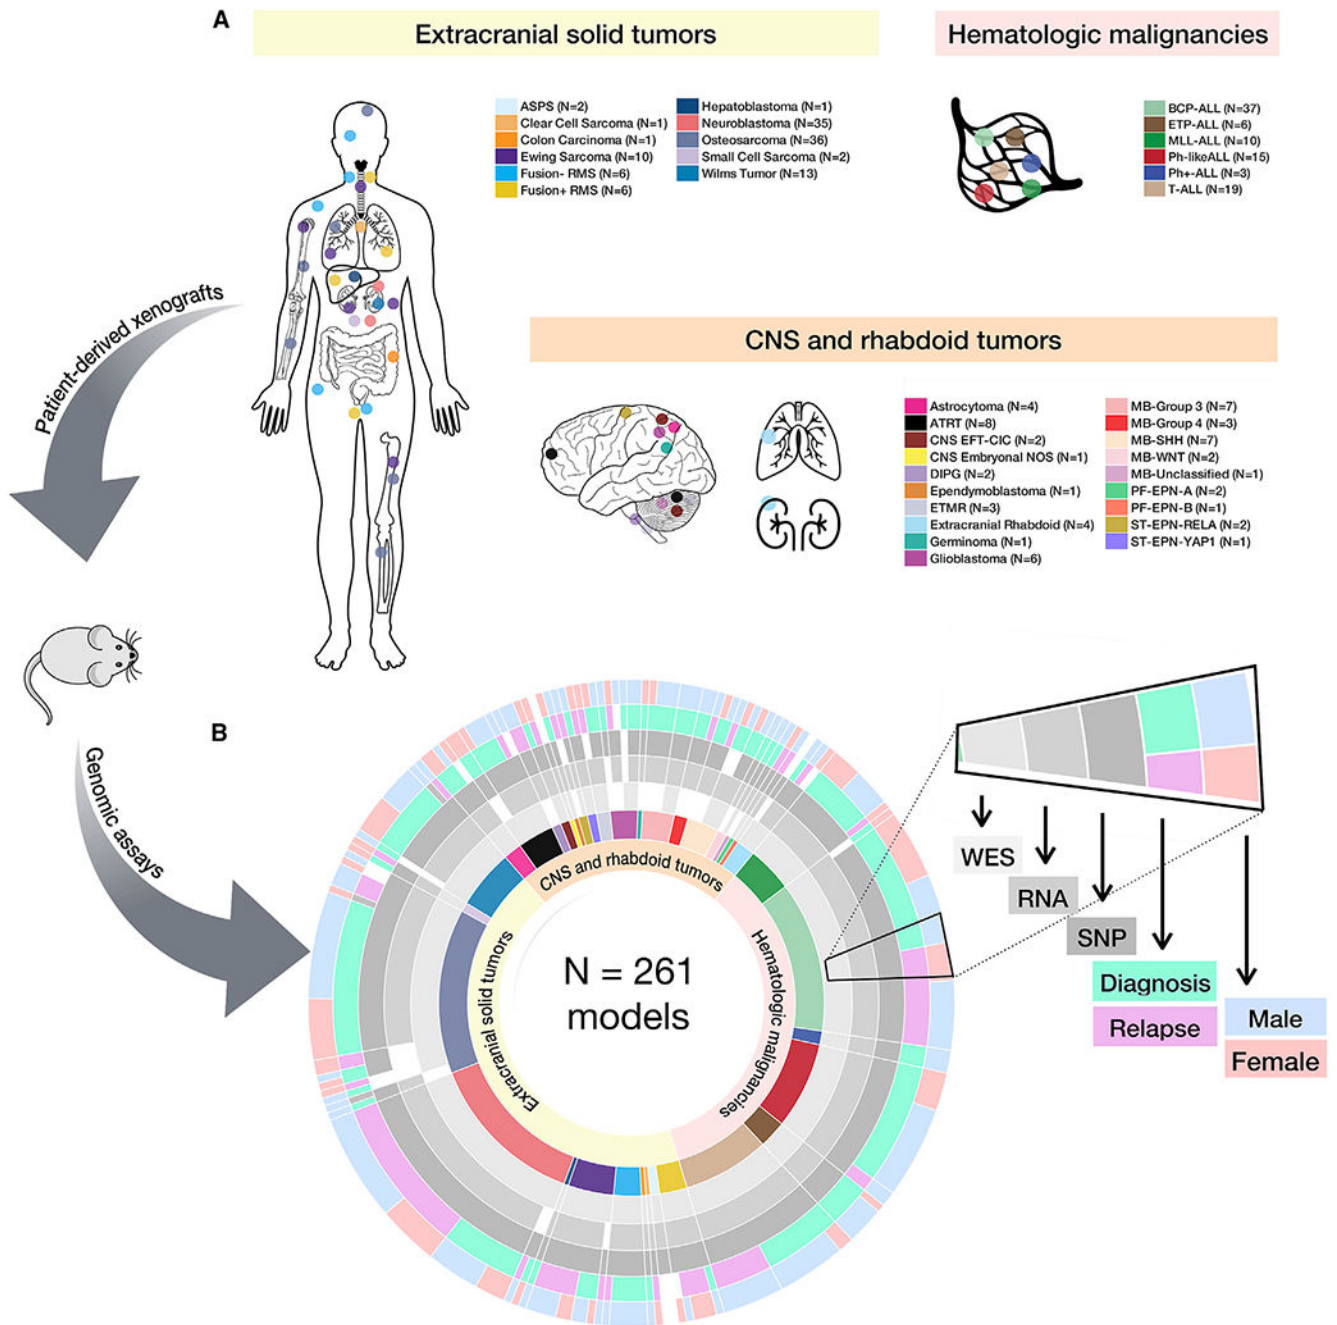 A
Extracranial solid tumors
Hematologic malignancies
ASPS (N=2)
Clear Cell Sarcoma (N=1)
Colon Carcinoma (N=1)
Ewing Sarcoma (N=10)
Fusion- RMS (N=6)
Fusion+ RMS (N=6)
Hepatoblastoma (N=1)
Neuroblastoma (N=35)
Osteosarcoma (N=36)
Small Cell Sarcoma (N=2)
Wilms Tumor (N=13)
BCP-ALL (N=37)
ETP-ALL (N=6)
MLL-ALL (N=10)
Ph-likeALL (N=15)
Ph+-ALL (N=3)
T-ALL (N=19)
Patient-derived xenografts
CNS and rhabdoid tumors
Astrocytoma (N=4)
ATRT (N=8)
CNS EFT-CIC (N=2)
CNS Embryonal NOS (N=1)
DIPG (N=2)
Ependymoblastoma (N=1)
ETMR (N=3)
Extracranial Rhabdoid (N=4)
Germinoma (N=1)
Glioblastoma (N=6)
MB-Group 3 (N=7)
MB-Group 4 (N=3)
MB-SHH (N=7)
MB-WNT (N=2)
MB-Unclassified (N=1)
PF-EPN-A (N=2)
PF-EPN-B (N=1)
ST-EPN-RELA (N=2)
ST-EPN-YAP1 (N=1)
B
Genomic assays
CNS and rhabdoid tumors
Extracranial solid tumors
Hematologic malignancies
N = 261
models
WES
RNA
SNP
Diagnosis
Relapse
Male
Female